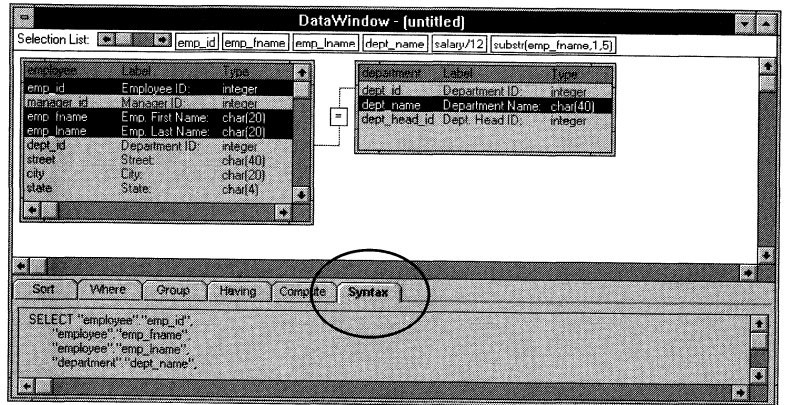 DataWindow - (untitled)
Selection List: emp_id emp_fname emp_lname dept_name salary/12 substr(emp_fname,1,5)
employee Label Type
emp_id Employee ID: integer
manager_id Manager ID: integer
emp_fname Emp. First Name: char(20)
emp_lname Emp. Last Name: char(20)
dept_id Department ID: integer
street Street: char(40)
city City: char(20)
state State: char(4)
=
department Label Type
dept_id Department ID: integer
dept_name Department Name: char(40)
dept_head_id Dept. Head ID: integer
Sort Where Group Having Compute Syntax
SELECT "employee"."emp_id",
"employee"."emp_fname"
"employee"."emp_lname",
"department"."dept_name",